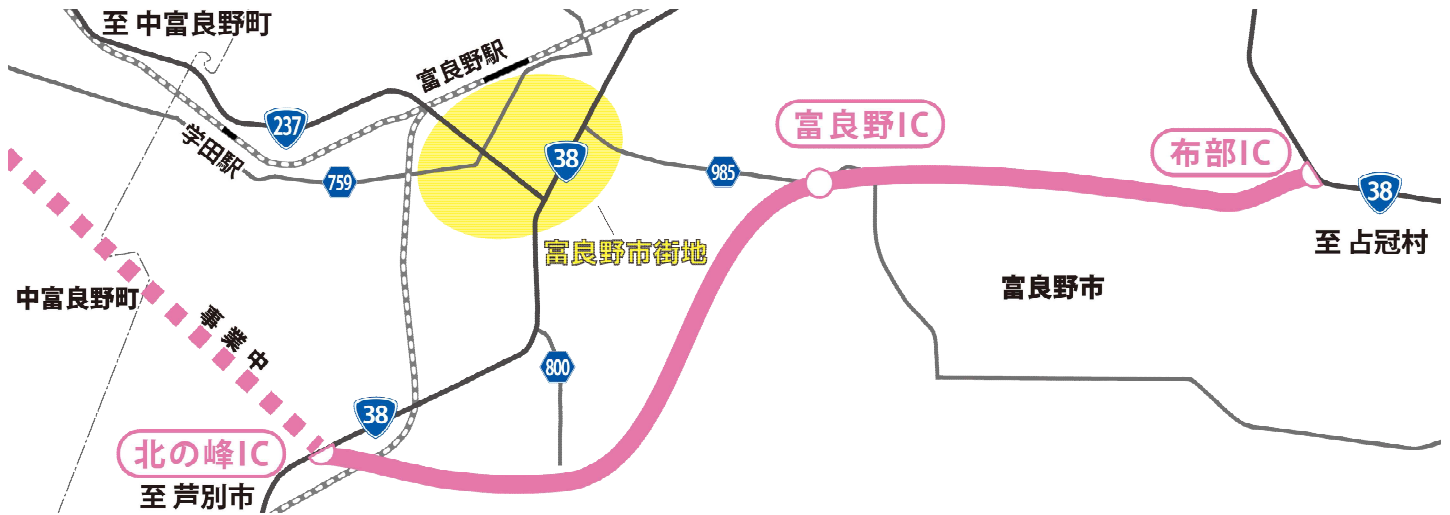 至 中富良野町
富良野駅
237
学田駅
759
38
985
富良野IC
布部IC
38
至 占冠村
富良野市街地
富良野市
中富良野町
事業中
800
38
北の峰IC
至 芦別市